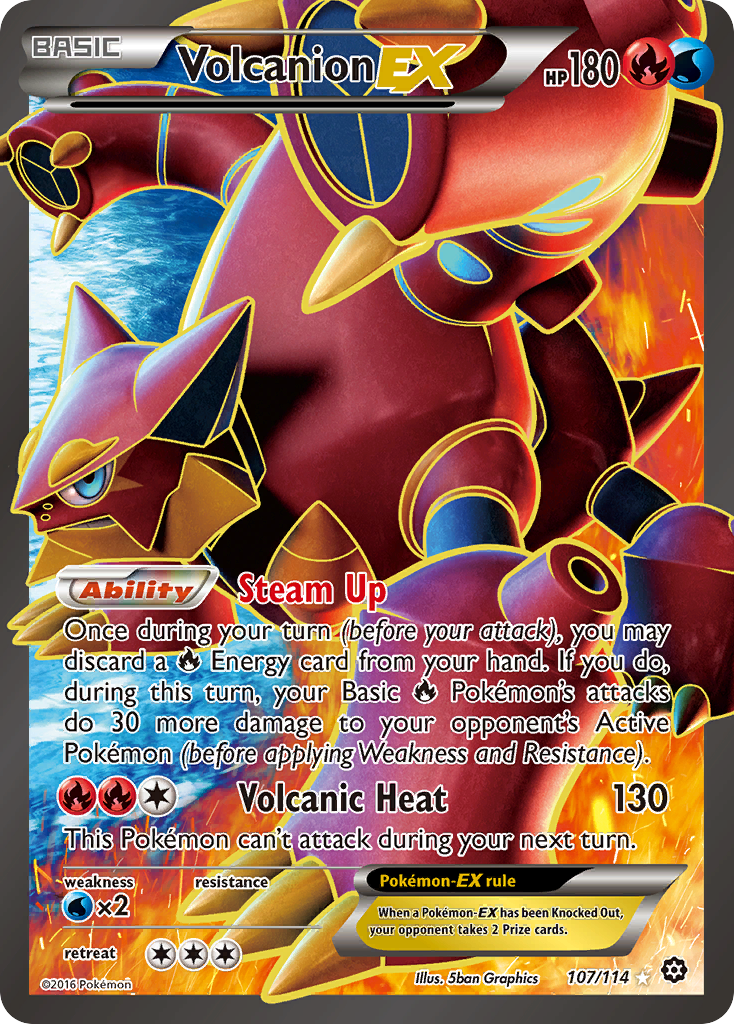 BASIC
Volcanion EX
HP180
Ability Steam Up
Once during your turn (before your attack), you may
discard a Energy card from your hand. If you do,
during this turn, your Basic Pokémon's attacks
do 30 more damage to your opponent's Active
Pokémon (before applying Weakness and Resistance).
Volcanic Heat 130
This Pokémon can't attack during your next turn.
weakness resistance
×2
retreat
Pokémon-EX rule
When a Pokémon-EX has been Knocked Out,
your opponent takes 2 Prize cards.
©2016 Pokémon
Illus. 5ban Graphics
107/114